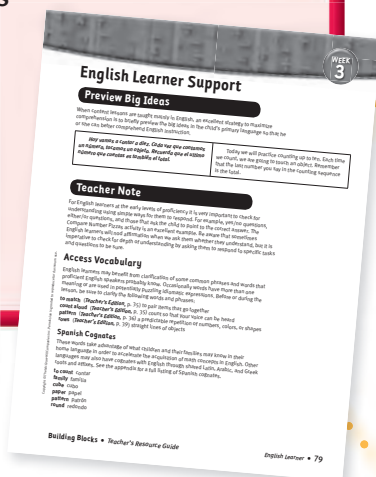 s
WEEK
3
English Learner Support
Preview Big Ideas
When content lessons are taught mainly in English, an excellent strategy to maximize
comprehension is to briefly preview the big ideas in the child's primary language so that he
or she can better comprehend English instruction.
Hoy vamos a contar a diez. Cada vez que contamos
un número, tocamos un objeto. Recuerda que el último
número que contado es también el total.
Today we will practice counting up to ten. Each time
we count, we are going to touch an object. Remember
that the last number you say in the counting sequence
is the total.
Teacher Note
For English learners at the early levels of proficiency it is very important to check for
understanding using simple ways for them to respond. For example, yes/no questions,
either/or questions, and those that ask the child to point to the correct answer. The
Compare Number Pizzas activity is an excellent example. Be aware that sometimes
English learners will nod affirmation when we ask them whether they understand, but it is
imperative to check for depth of understanding by asking them to respond to specific tasks
and questions to be sure.
Access Vocabulary
English learners may benefit from clarification of some common phrases and words that
proficient English speakers probably know. Occasionally words have more than one
meaning or are used in potentially puzzling idiomatic expressions. Before or during the
lesson, be sure to clarify the following words and phrases.
to match (Teacher's Edition, p. 35) to pair items that go together
count aloud (Teacher's Edition, p. 35) count so that your voice can be heard
pattern (Teacher's Edition, p. 36) a predictable repetition of numbers, colors, or shapes
rows (Teacher's Edition, p. 39) straight lines of objects
Spanish Cognates
These words take advantage of what children and their families may know in their
home language in order to accelerate the acquisition of math concepts in English. Other
languages may also have cognates with English through shared Latin, Arabic, and Greek
roots and affixes. See the appendix for a full listing of Spanish cognates.
to count contar
family familia
cube cubo
paper papel
pattern patrón
round redondo
Building Blocks • Teacher's Resource Guide
English Learner • 79